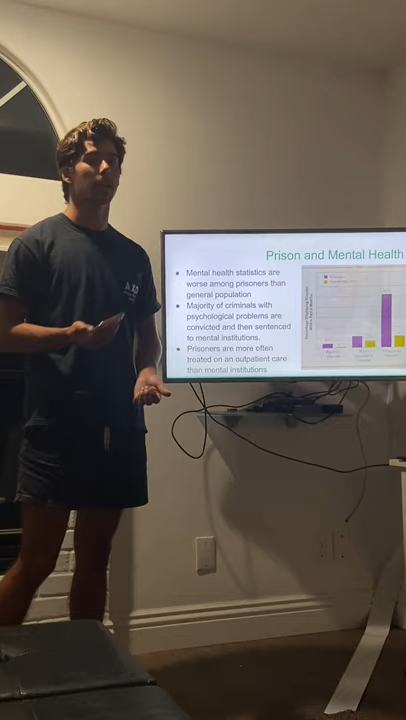 Prison and Mental Health
● Mental health statistics are
worse among prisoners than
general population
● Majority of criminals with
psychological problems are
convicted and then sentenced
to mental institutions.
● Prisoners are more often
treated on an outpatient care
than mental institutions